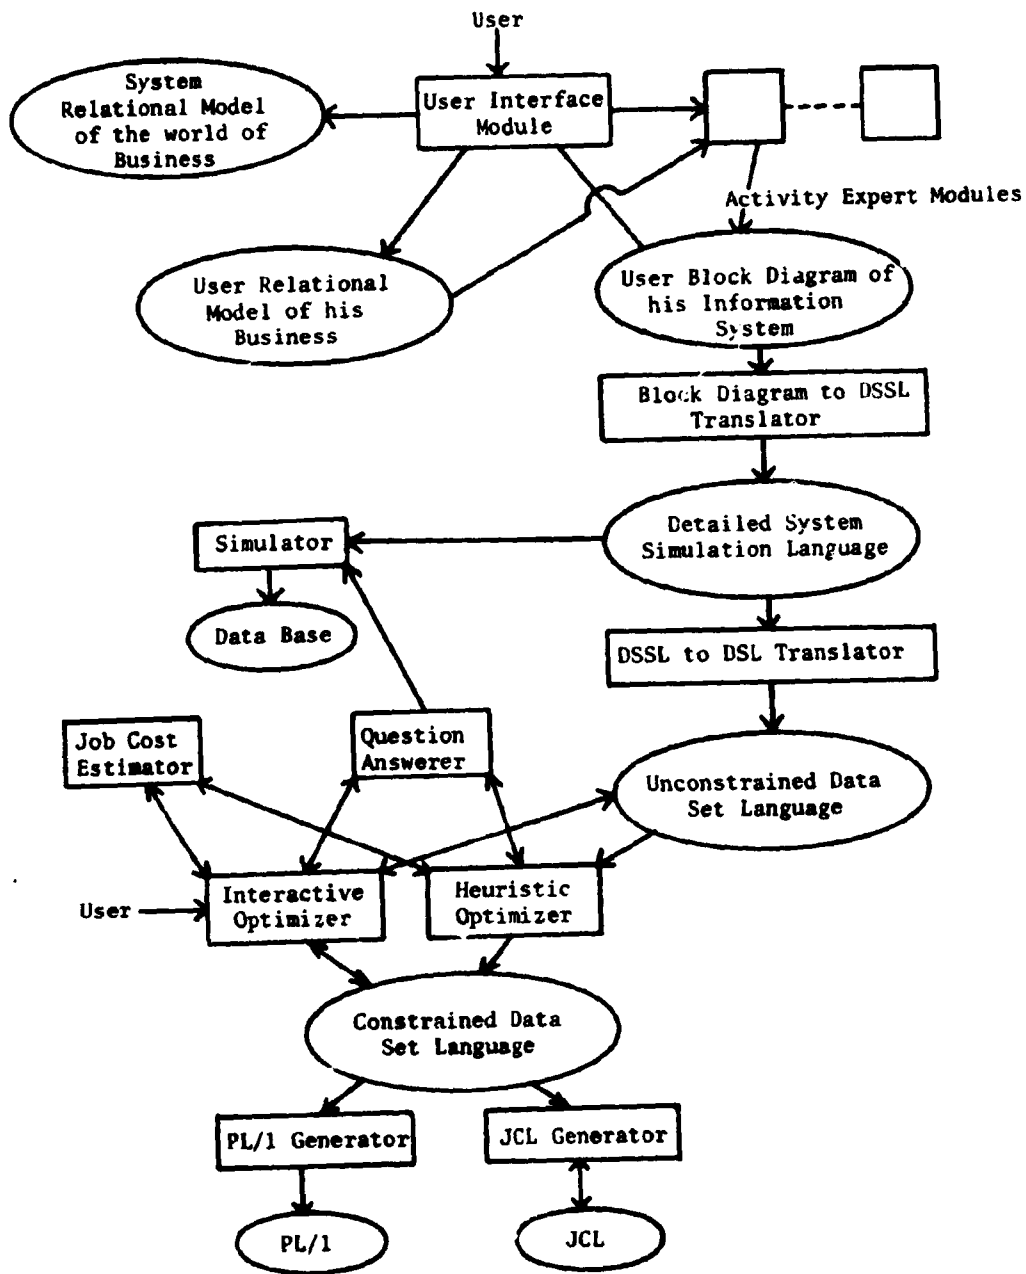 User
System
Relational Model
of the world of
Business
User Interface
Module
Activity Expert Modules
User Relational
Model of his
Business
User Block Diagram of
his Information
System
Block Diagram to DSSL
Translator
Detailed System
Simulation Language
Simulator
Data Base
DSSL to DSL Translator
Job Cost
Estimator
Question
Answerer
Unconstrained Data
Set Language
User
Interactive
Optimizer
Heuristic
Optimizer
Constrained Data
Set Language
PL/1 Generator
JCL Generator
PL/1
JCL